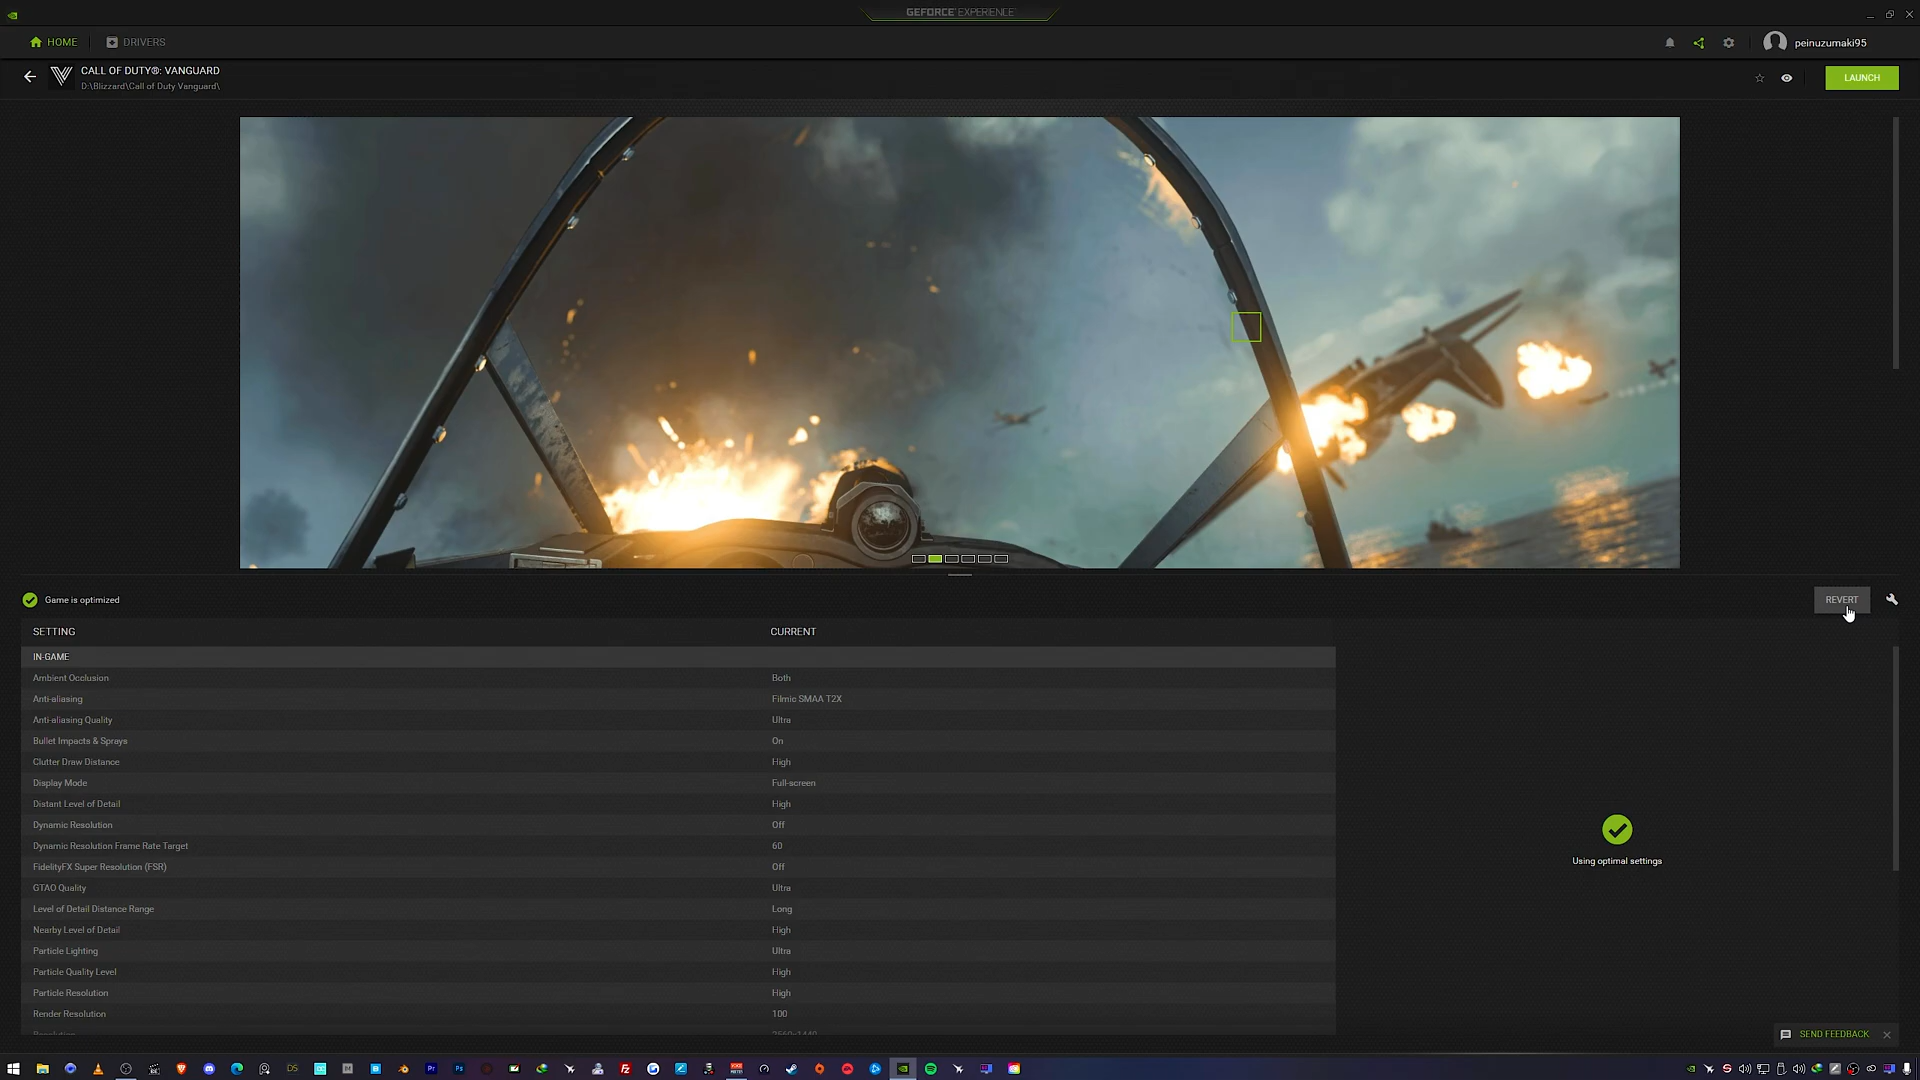 GEFORCE EXPERIENCE
HOME
DRIVERS
peinuzumaki95
CALL OF DUTY®: VANGUARD
D:\Blizzard\Call of Duty Vanguard\
LAUNCH
Game is optimized
REVERT
SETTING CURRENT
IN-GAME
Ambient Occlusion Both
Anti-aliasing Filmic SMAA T2X
Anti-aliasing Quality Ultra
Bullet Impacts & Sprays On
Clutter Draw Distance High
Display Mode Full-screen
Distant Level of Detail High
Dynamic Resolution Off
Dynamic Resolution Frame Rate Target 60
FidelityFX Super Resolution (FSR) Off
GTAO Quality Ultra
Level of Detail Distance Range Long
Nearby Level of Detail High
Particle Lighting Ultra
Particle Quality Level High
Particle Resolution High
Render Resolution 100
Resolution 2560x1440
Using optimal settings
SEND FEEDBACK